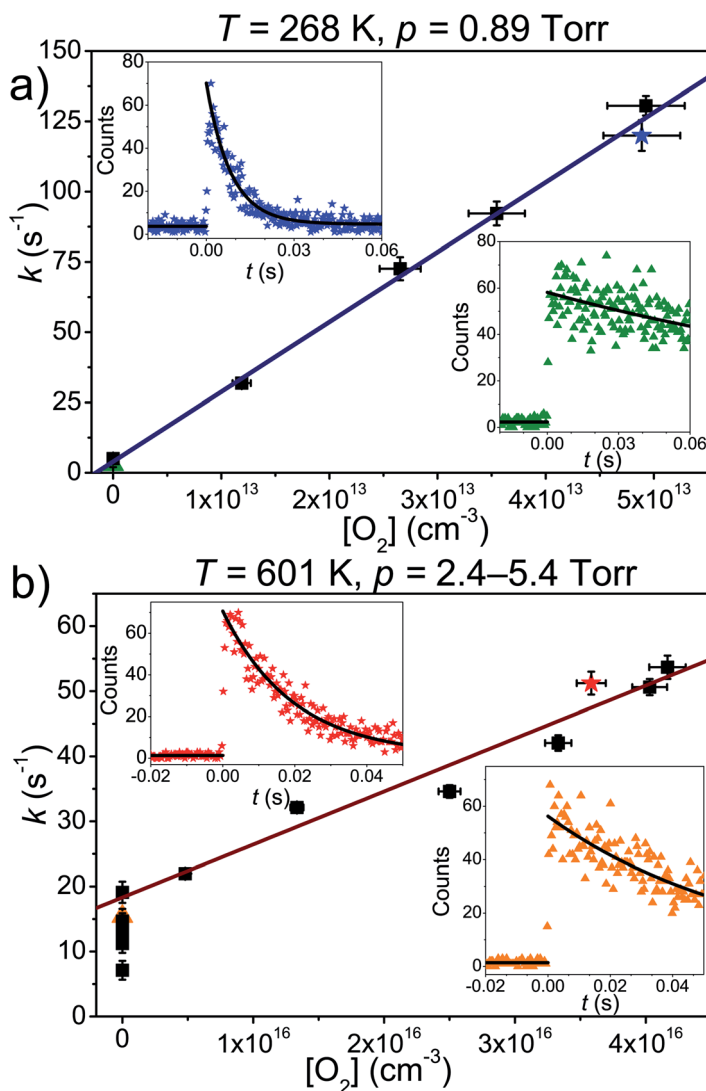 T = 268 K, p = 0.89 Torr
a)
150
125
100
75
50
25
0
k (s⁻¹)
80
60
40
20
0
Counts
0.00 0.03 0.06
t (s)
80
60
40
20
0
Counts
0.00 0.03 0.06
t (s)
0 1x10¹³ 2x10¹³ 3x10¹³ 4x10¹³ 5x10¹³
[O₂] (cm⁻³)
b)
T = 601 K, p = 2.4–5.4 Torr
60
50
40
30
20
10
0
k (s⁻¹)
80
60
40
20
0
Counts
-0.02 0.00 0.02 0.04
t (s)
80
60
40
20
0
Counts
-0.02 0.00 0.02 0.04
t (s)
0 1x10¹⁶ 2x10¹⁶ 3x10¹⁶ 4x10¹⁶
[O₂] (cm⁻³)